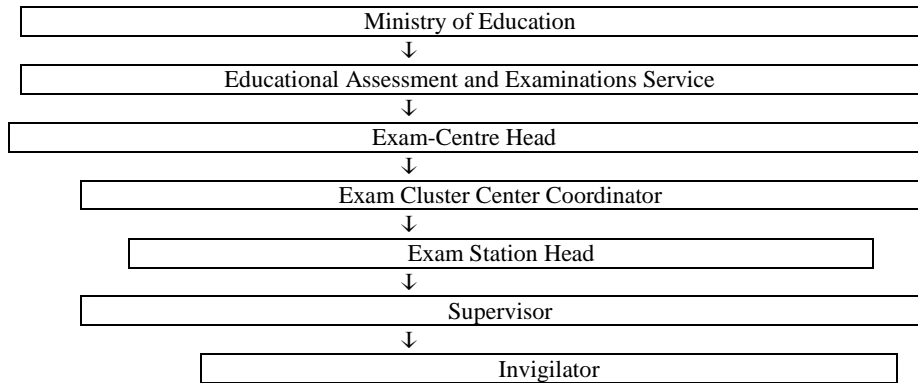 Ministry of Education
↓
Educational Assessment and Examinations Service
↓
Exam-Centre Head
↓
Exam Cluster Center Coordinator
↓
Exam Station Head
↓
Supervisor
↓
Invigilator